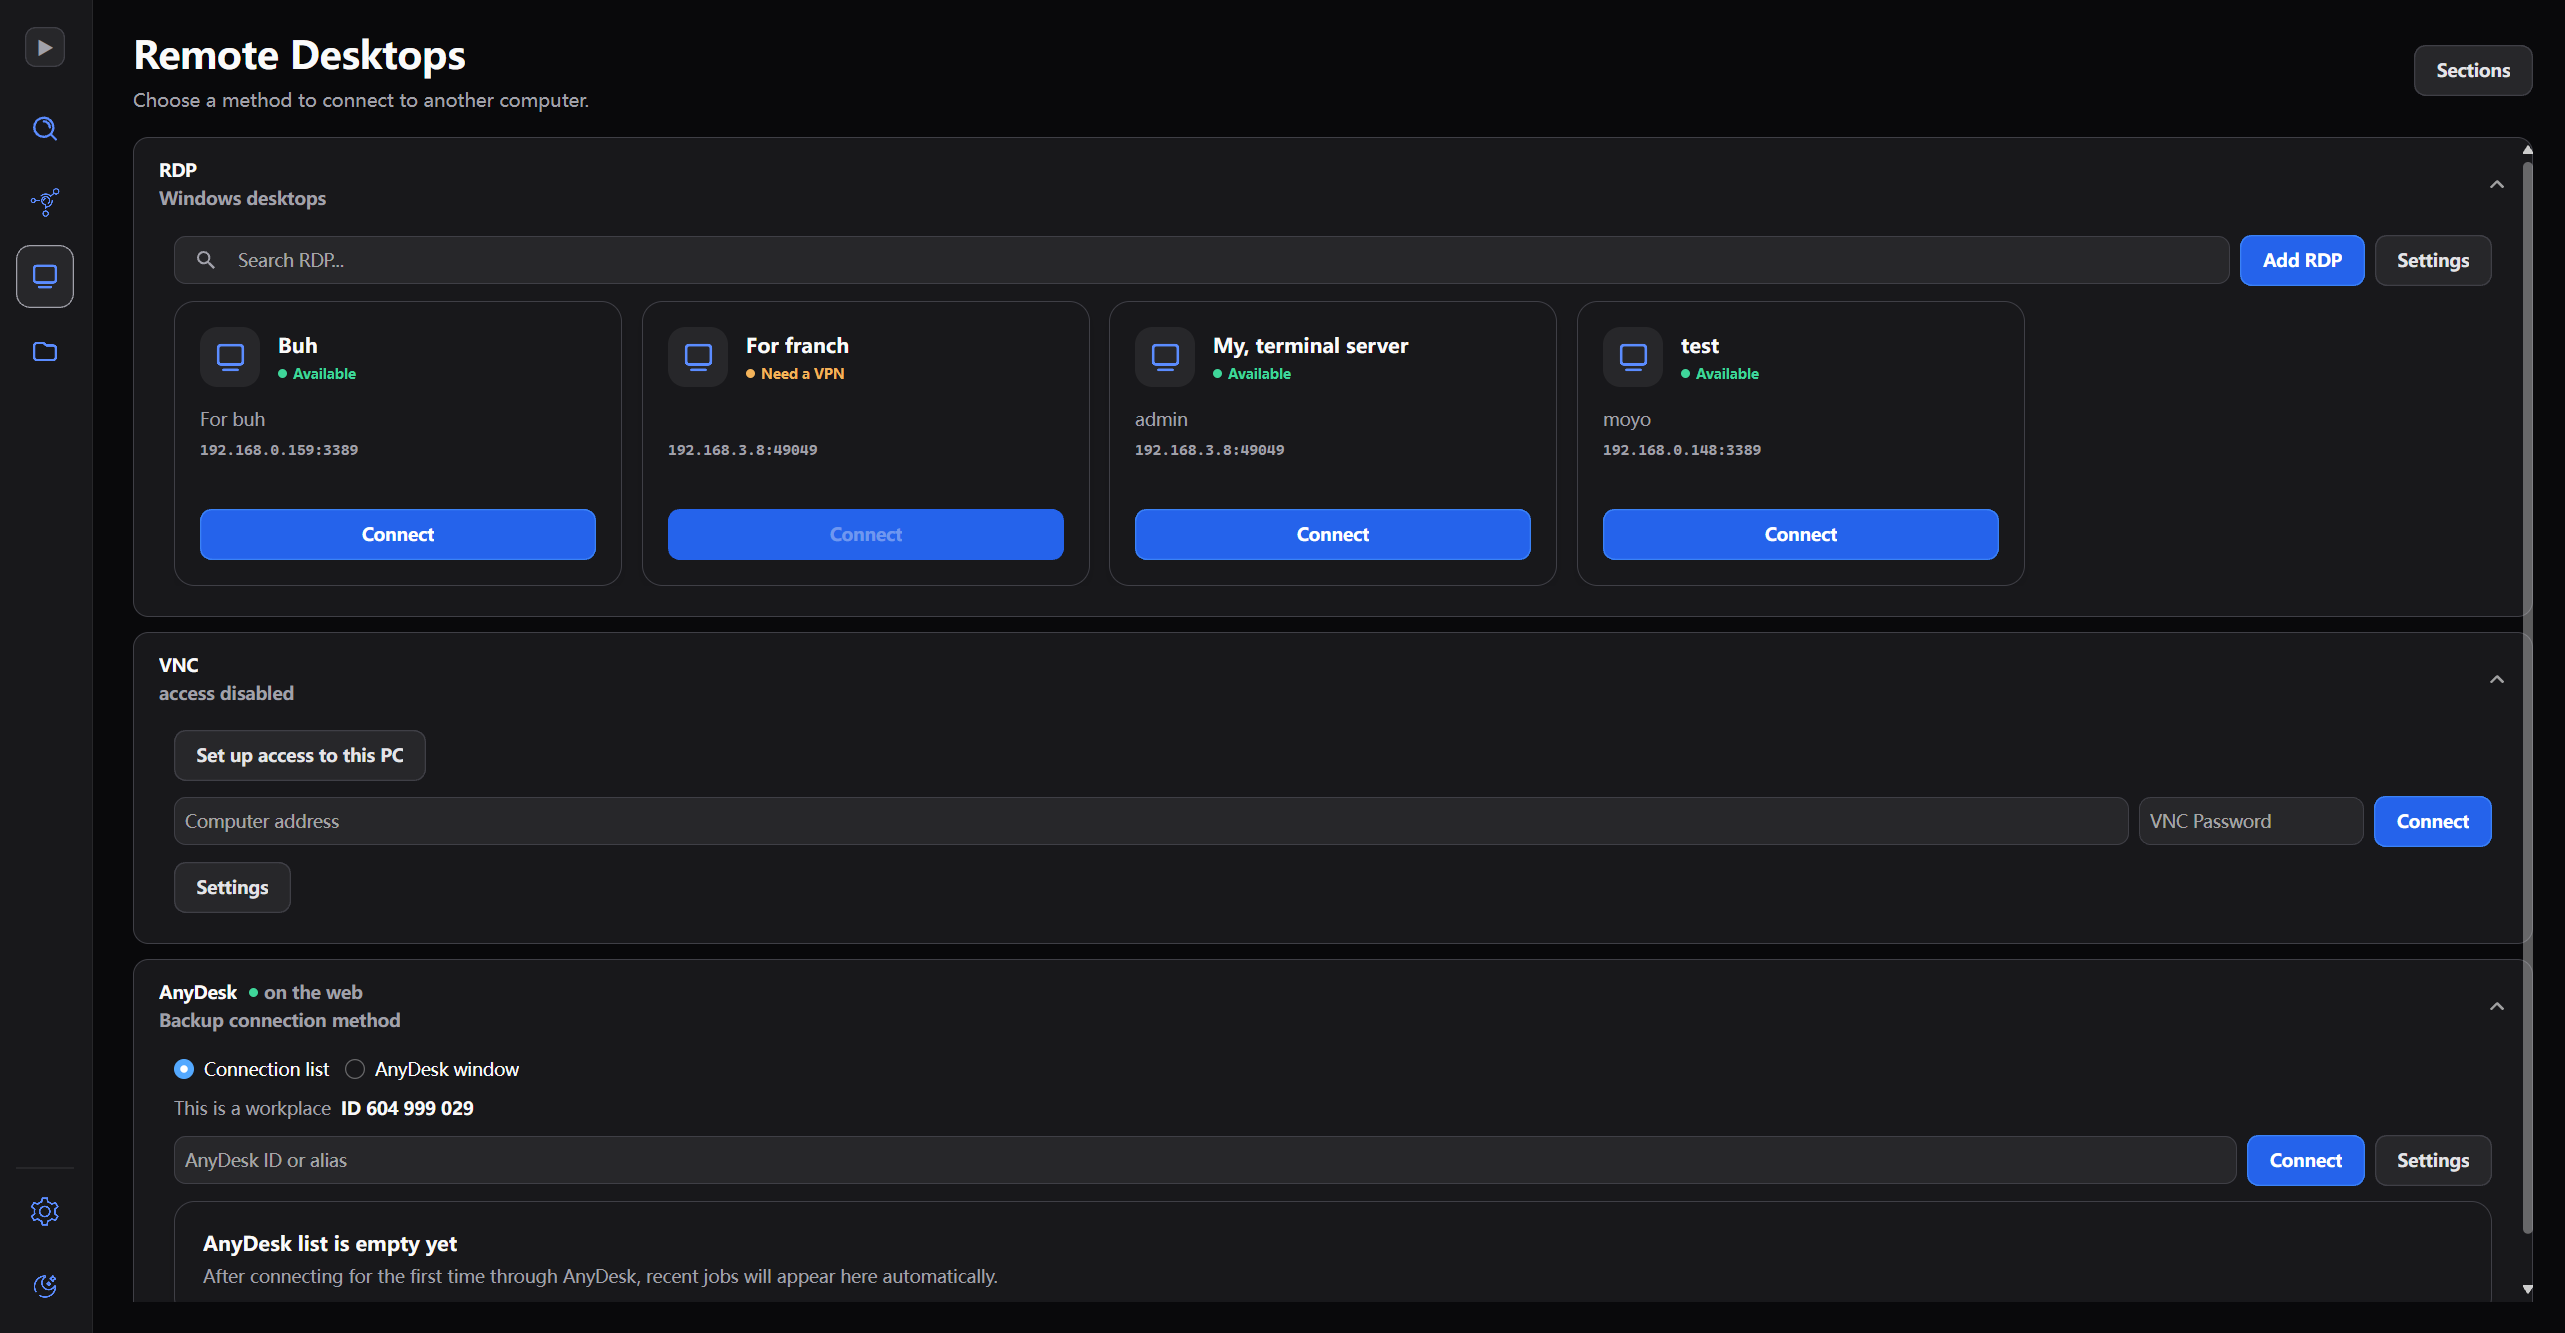 Remote Desktops
Choose a method to connect to another computer.
Sections
RDP
Windows desktops
Search RDP...
Add RDP
Settings
Buh
Available
For buh
192.168.0.159:3389
Connect
For franch
Need a VPN
192.168.3.8:49049
Connect
My, terminal server
Available
admin
192.168.3.8:49049
Connect
test
Available
moyo
192.168.0.148:3389
Connect
VNC
access disabled
Set up access to this PC
Computer address
VNC Password
Connect
Settings
AnyDesk on the web
Backup connection method
Connection list
AnyDesk window
This is a workplace ID 604 999 029
AnyDesk ID or alias
Connect
Settings
AnyDesk list is empty yet
After connecting for the first time through AnyDesk, recent jobs will appear here automatically.